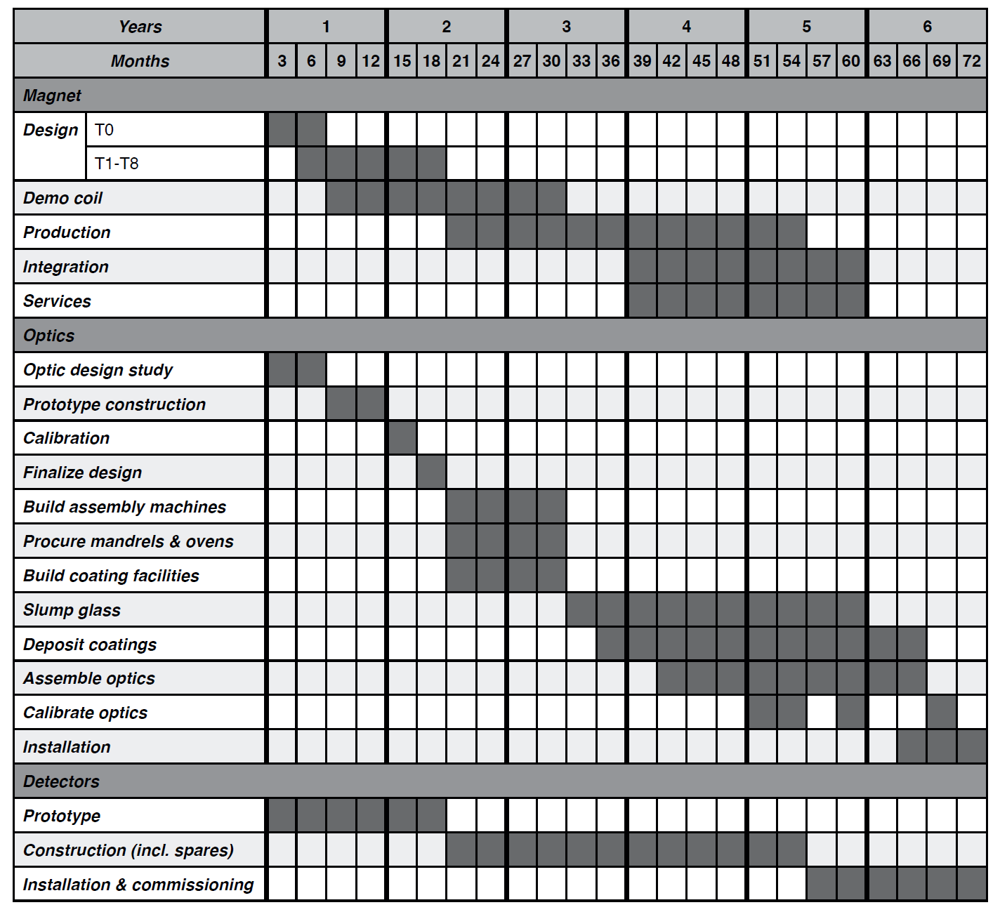 Years 1 2 3 4 5 6
Months 3 6 9 12 15 18 21 24 27 30 33 36 39 42 45 48 51 54 57 60 63 66 69 72
Magnet
Design T0
T1-T8
Demo coil
Production
Integration
Services
Optics
Optic design study
Prototype construction
Calibration
Finalize design
Build assembly machines
Procure mandrels & ovens
Build coating facilities
Slump glass
Deposit coatings
Assemble optics
Calibrate optics
Installation
Detectors
Prototype
Construction (incl. spares)
Installation & commissioning